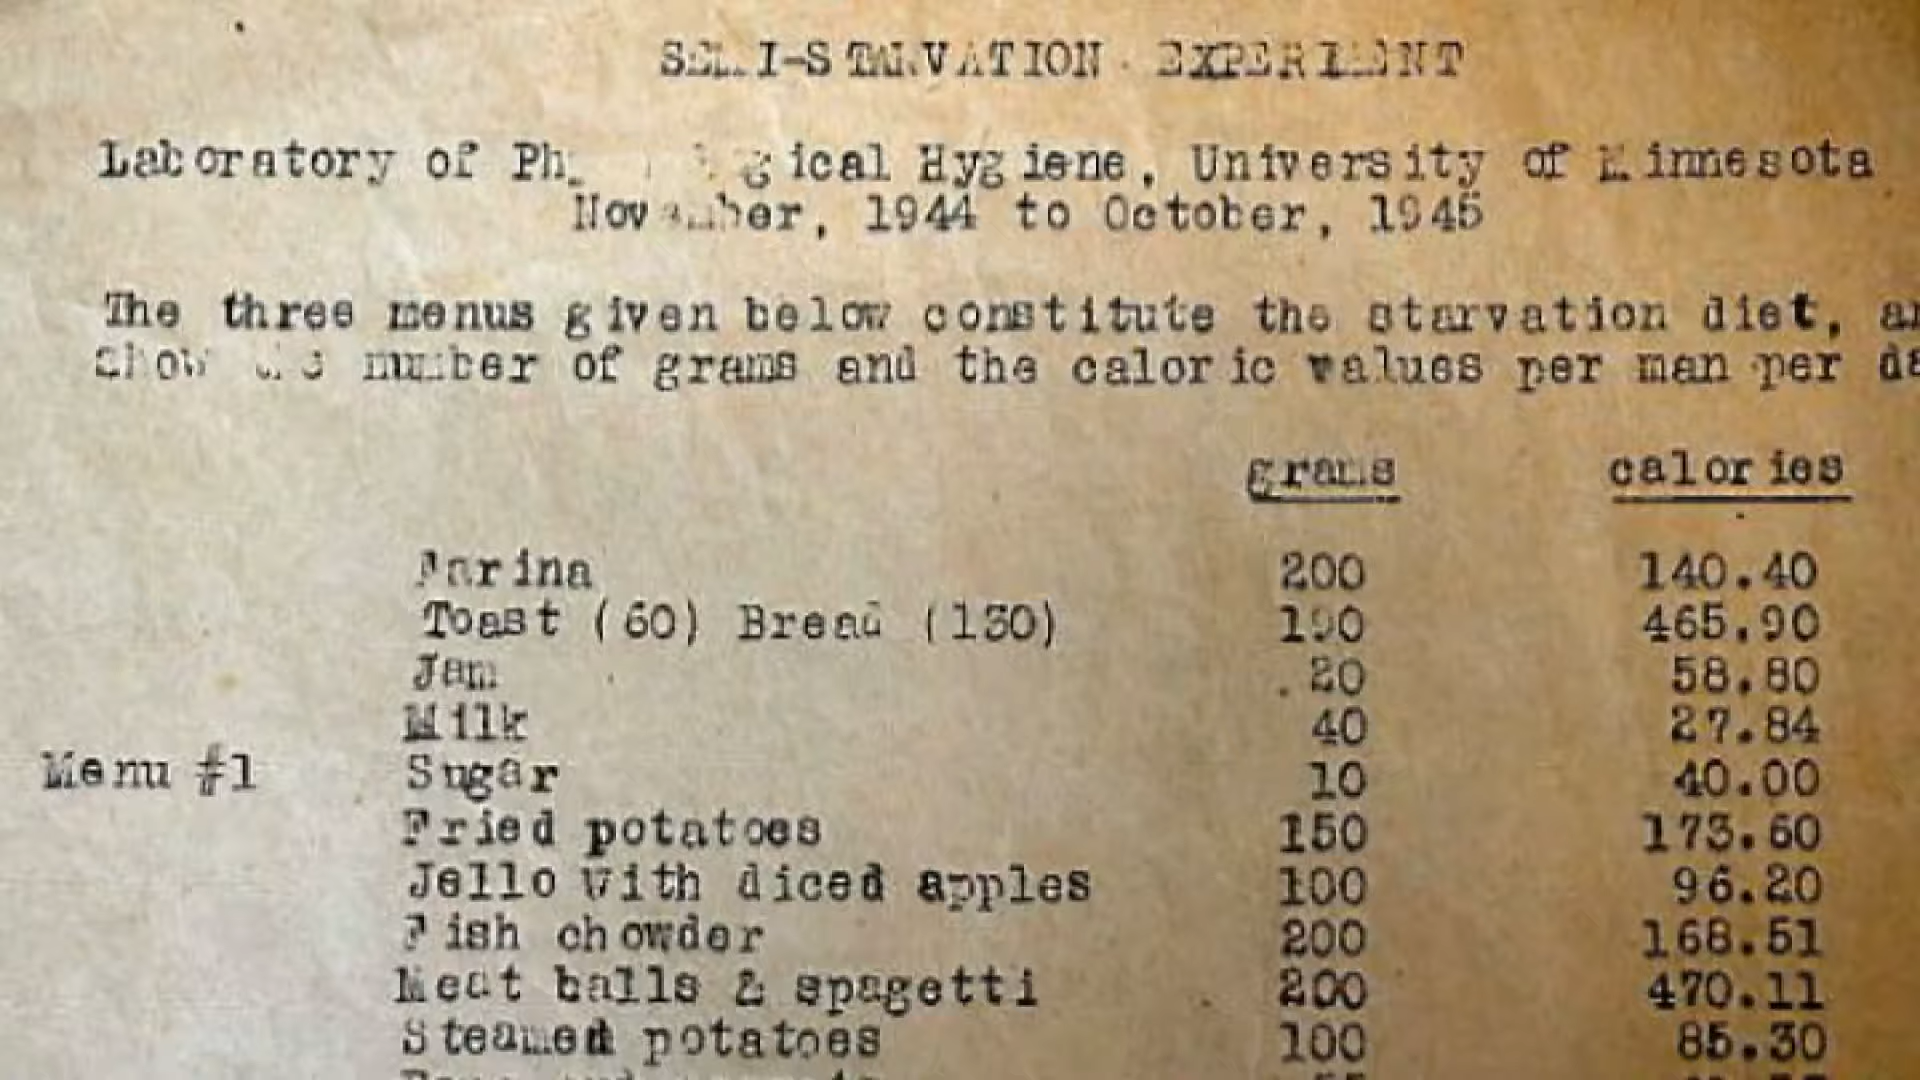 SEMI-STARVATION EXPERIMENT
Laboratory of Physiological Hygiene, University of Minnesota
November, 1944 to October, 1945
The three menus given below constitute the starvation diet,
show the number of grams and the caloric values per man per
grams calories
Farina 200 140.40
Toast (60) Bread (130) 190 465.90
Jam 20 58.80
Milk 40 27.84
Menu #1 Sugar 10 40.00
Fried potatoes 150 173.60
Jello with diced apples 100 96.20
Fish chowder 200 168.51
Meat balls & spagetti 200 470.11
Steamed potatoes 100 85.30